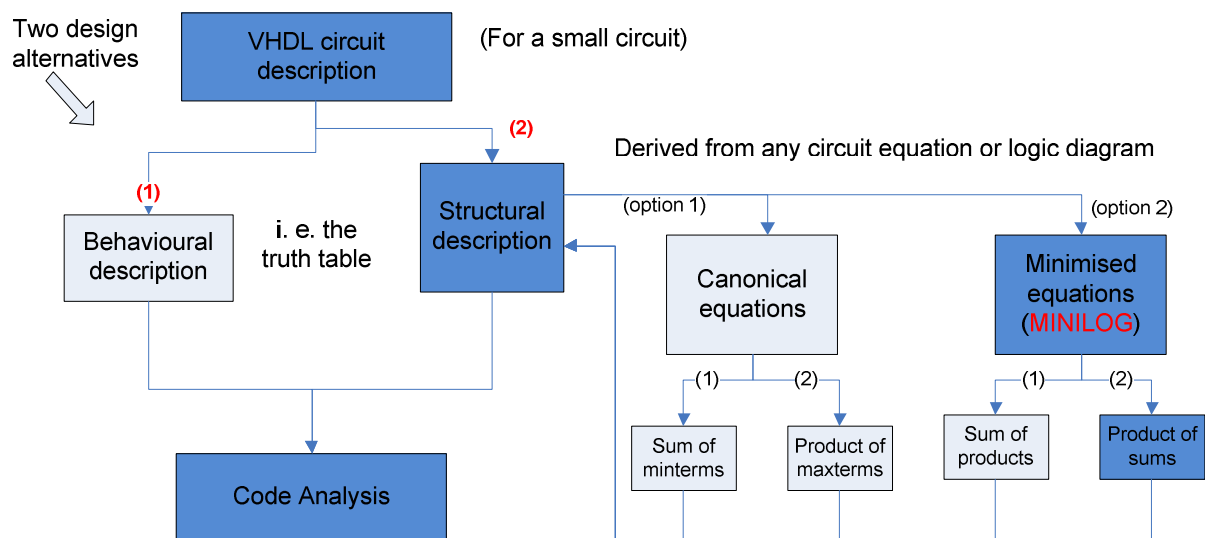 Two design
alternatives
VHDL circuit
description
(For a small circuit)
(2)
Derived from any circuit equation or logic diagram
(1)
Behavioural
description
i. e. the
truth table
Structural
description
(option 1)
(option 2)
Canonical
equations
Minimised
equations
(MINILOG)
(1)
(2)
(1)
(2)
Sum of
minterms
Product of
maxterms
Sum of
products
Product of
sums
Code Analysis